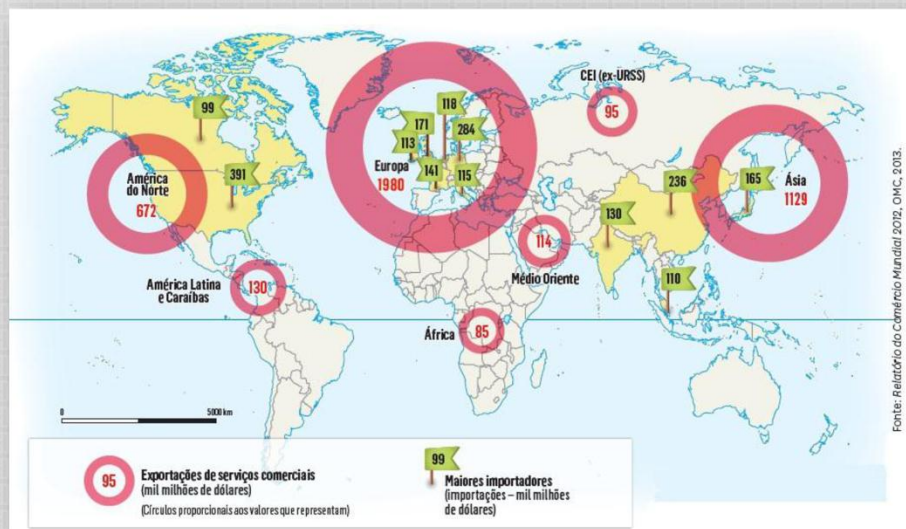 99
391
América
do Norte
672
América Latina
e Caraíbas
130
118
171
284
113
Europa
1980
141
115
CEI (ex-URSS)
95
236
165
Ásia
1129
130
114
Médio Oriente
110
África
85
0
5000 km
95
Exportações de serviços comerciais
(mil milhões de dólares)
(Círculos proporcionais aos valores que representam)
99
Maiores importadores
(importações – mil milhões
de dólares)
Fonte: Relatório do Comércio Mundial 2012, OMC, 2013.